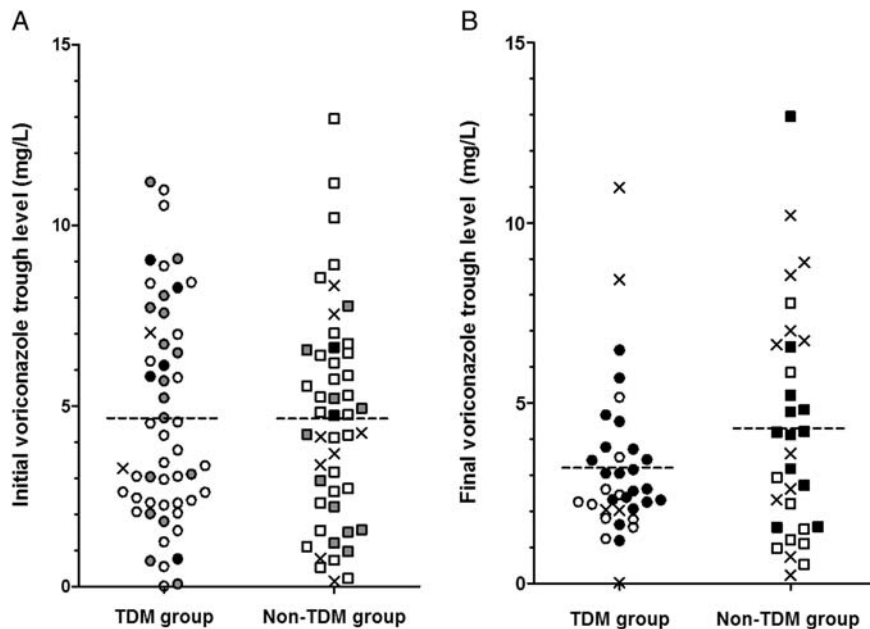 A
Initial voriconazole trough level (mg/L)
15
10
5
0
TDM group
Non-TDM group
B
Final voriconazole trough level (mg/L)
15
10
5
0
TDM group
Non-TDM group